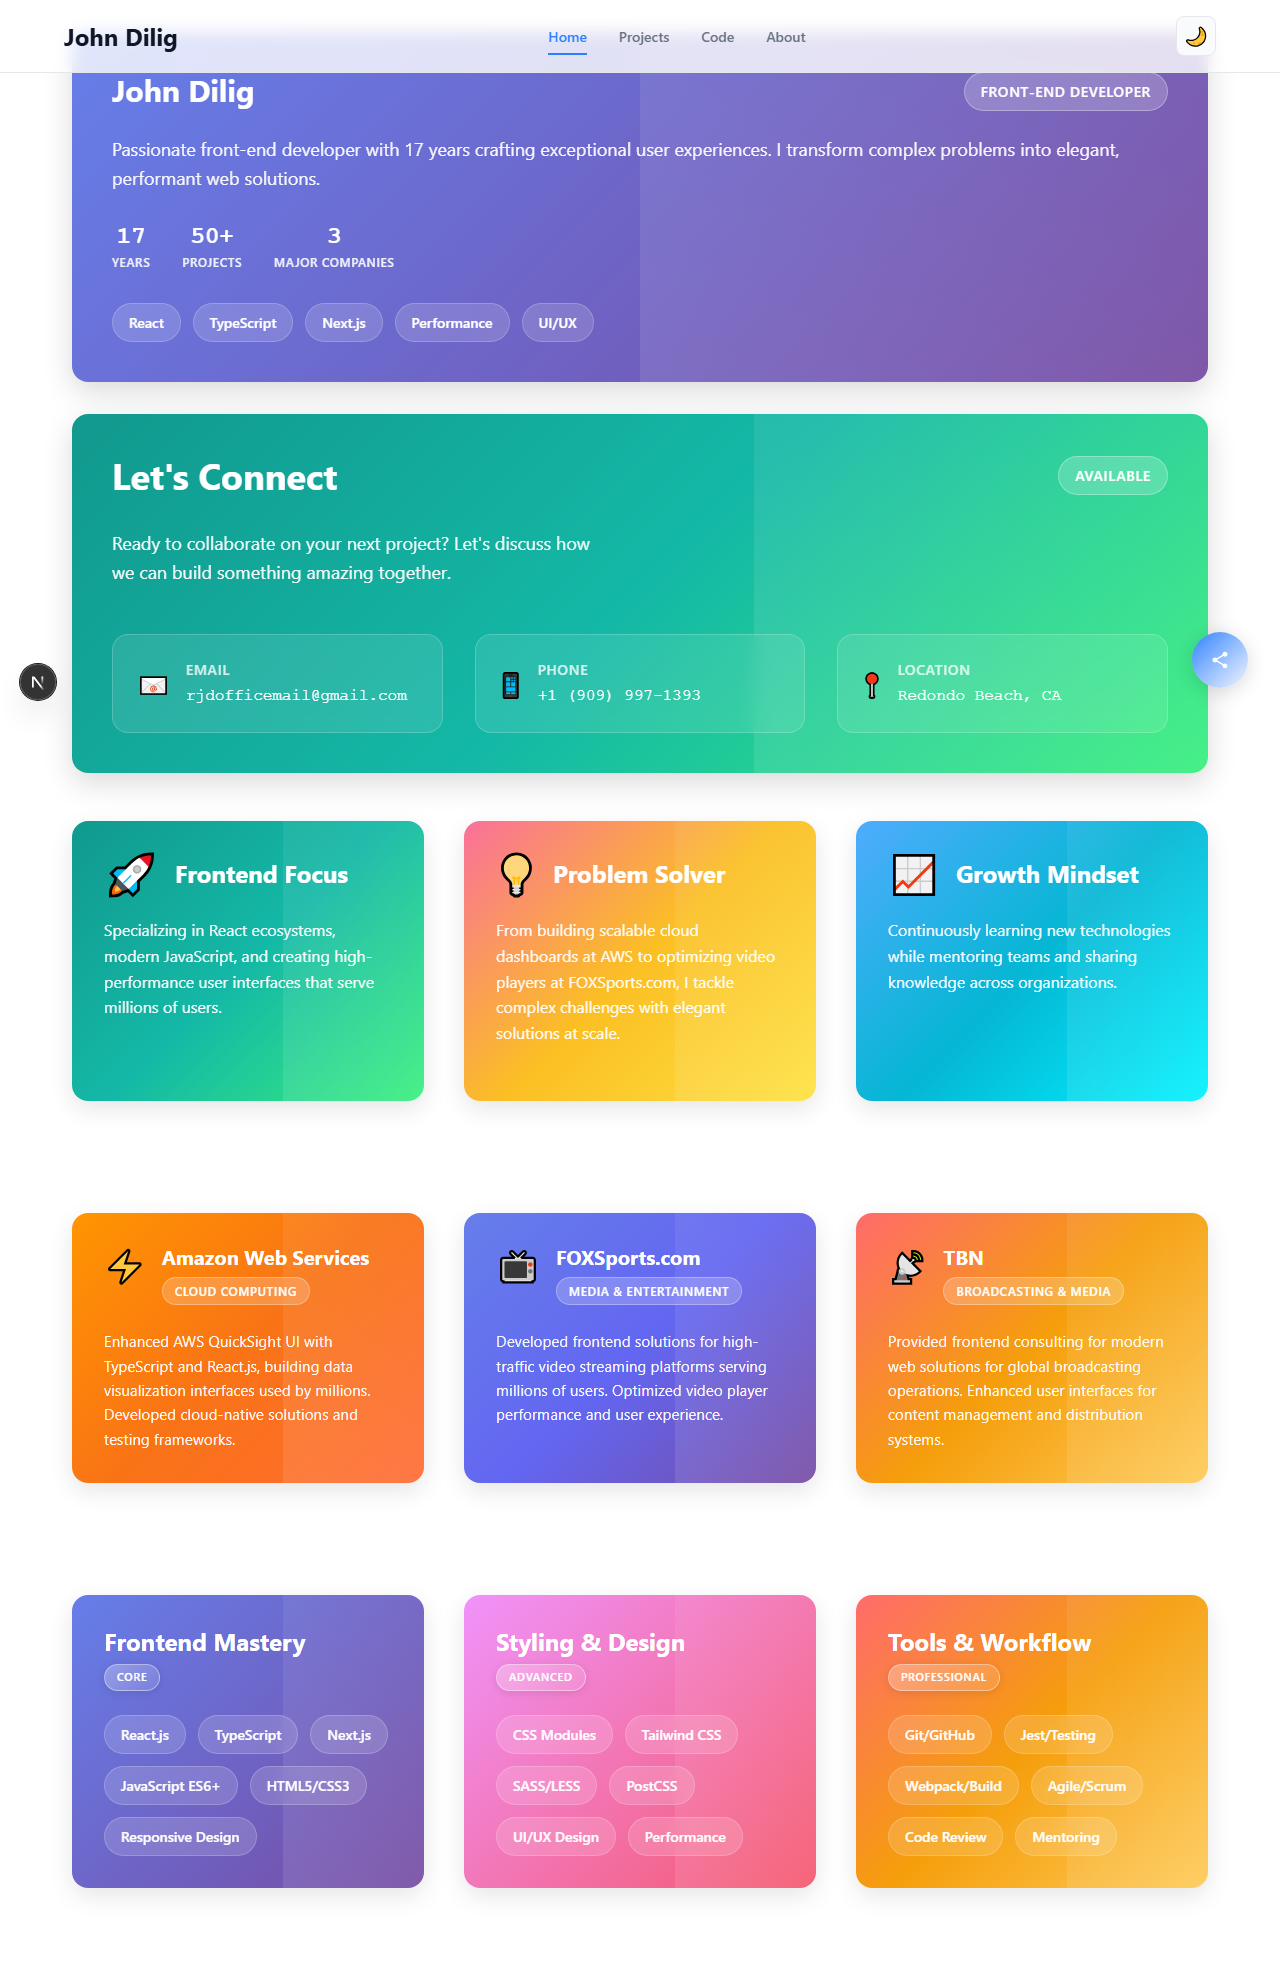 John Dilig
Home
Projects
Code
About
John Dilig
FRONT-END DEVELOPER
Passionate front-end developer with 17 years crafting exceptional user experiences. I transform complex problems into elegant,
performant web solutions.
17
YEARS
50+
PROJECTS
3
MAJOR COMPANIES
React
TypeScript
Next.js
Performance
UI/UX
Let's Connect
AVAILABLE
Ready to collaborate on your next project? Let's discuss how
we can build something amazing together.
EMAIL
rjdofficemail@gmail.com
PHONE
+1 (909) 997-1393
LOCATION
Redondo Beach, CA
N
Frontend Focus
Specializing in React ecosystems,
modern JavaScript, and creating high-
performance user interfaces that serve
millions of users.
Problem Solver
From building scalable cloud
dashboards at AWS to optimizing video
players at FOXSports.com, I tackle
complex challenges with elegant
solutions at scale.
Growth Mindset
Continuously learning new technologies
while mentoring teams and sharing
knowledge across organizations.
Amazon Web Services
CLOUD COMPUTING
Enhanced AWS QuickSight UI with
TypeScript and React.js, building data
visualization interfaces used by millions.
Developed cloud-native solutions and
testing frameworks.
FOXSports.com
MEDIA & ENTERTAINMENT
Developed frontend solutions for high-
traffic video streaming platforms serving
millions of users. Optimized video player
performance and user experience.
TBN
BROADCASTING & MEDIA
Provided frontend consulting for modern
web solutions for global broadcasting
operations. Enhanced user interfaces for
content management and distribution
systems.
Frontend Mastery
CORE
React.js
TypeScript
Next.js
JavaScript ES6+
HTML5/CSS3
Responsive Design
Styling & Design
ADVANCED
CSS Modules
Tailwind CSS
SASS/LESS
PostCSS
UI/UX Design
Performance
Tools & Workflow
PROFESSIONAL
Git/GitHub
Jest/Testing
Webpack/Build
Agile/Scrum
Code Review
Mentoring